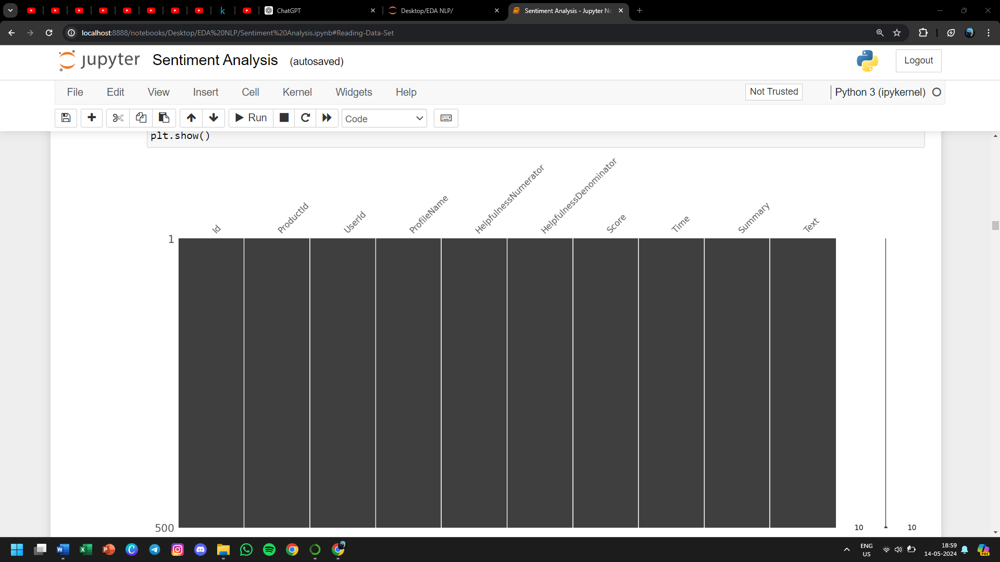 ChatGPT
Desktop/EDA NLP/
Sentiment Analysis - Jupyter No
localhost:8888/notebooks/Desktop/EDA%20NLP/Sentiment%20Analysis.ipynb#Reading-Data-Set
jupyter Sentiment Analysis (autosaved)
Logout
File Edit View Insert Cell Kernel Widgets Help
Not Trusted
Python 3 (ipykernel)
Run
Code
plt.show()
Id ProductId UserId ProfileName HelpfulnessNumerator HelpfulnessDenominator Score Time Summary Text
1
500
10 10
ENG
US
18:59
14-05-2024